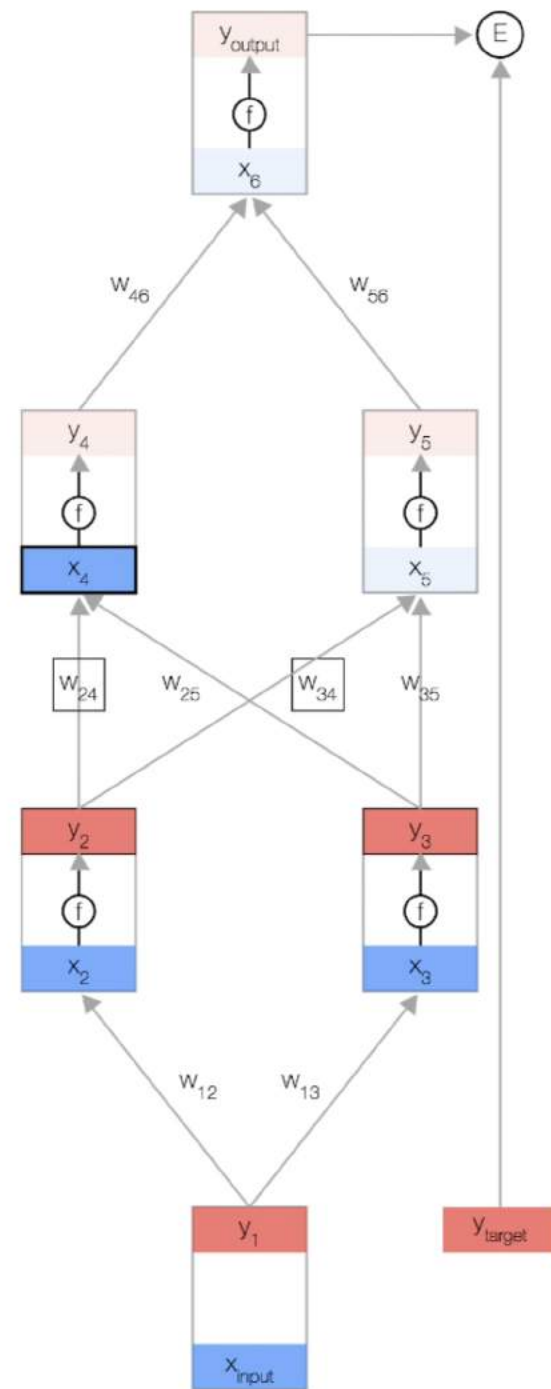 y_output E
f
x_6
w_46 w_56
y_4 y_5
f f
x_4 x_5
w_24 w_25 w_34 w_35
y_2 y_3
f f
x_2 x_3
w_12 w_13
y_1 y_target
x_input